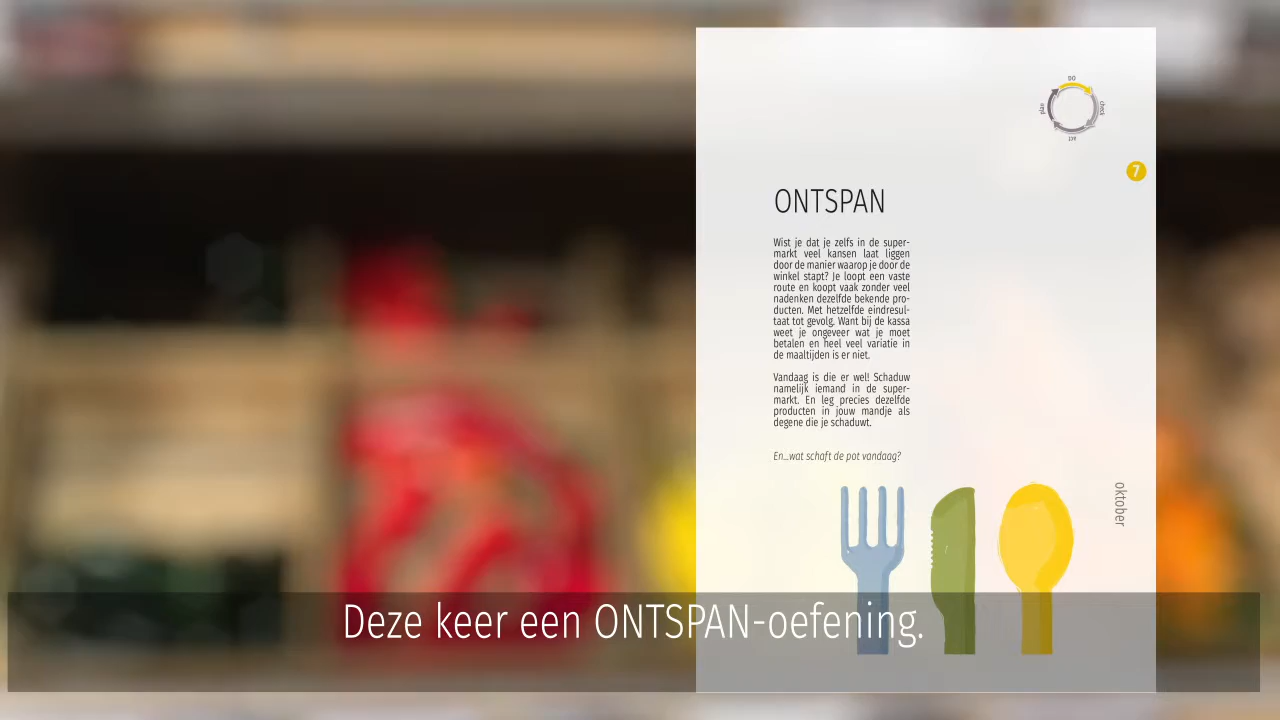 DO
plan
check
ACT
7
ONTSPAN
Wist je dat je zelfs in de super-
markt veel kansen laat liggen
door de manier waarop je door de
winkel stapt? Je loopt een vaste
route en koopt vaak zonder veel
nadenken dezelfde bekende pro-
ducten. Met hetzelfde eindresul-
taat tot gevolg. Want bij de kassa
weet je ongeveer wat je moet
betalen en heel veel variatie in
de maaltijden is er niet.
Vandaag is die er wel! Schaduw
namelijk iemand in de super-
markt. En leg precies dezelfde
producten in jouw mandje als
degene die je schaduwt.
En...wat schaft de pot vandaag?
oktober
Deze keer een ONTSPAN-oefening.